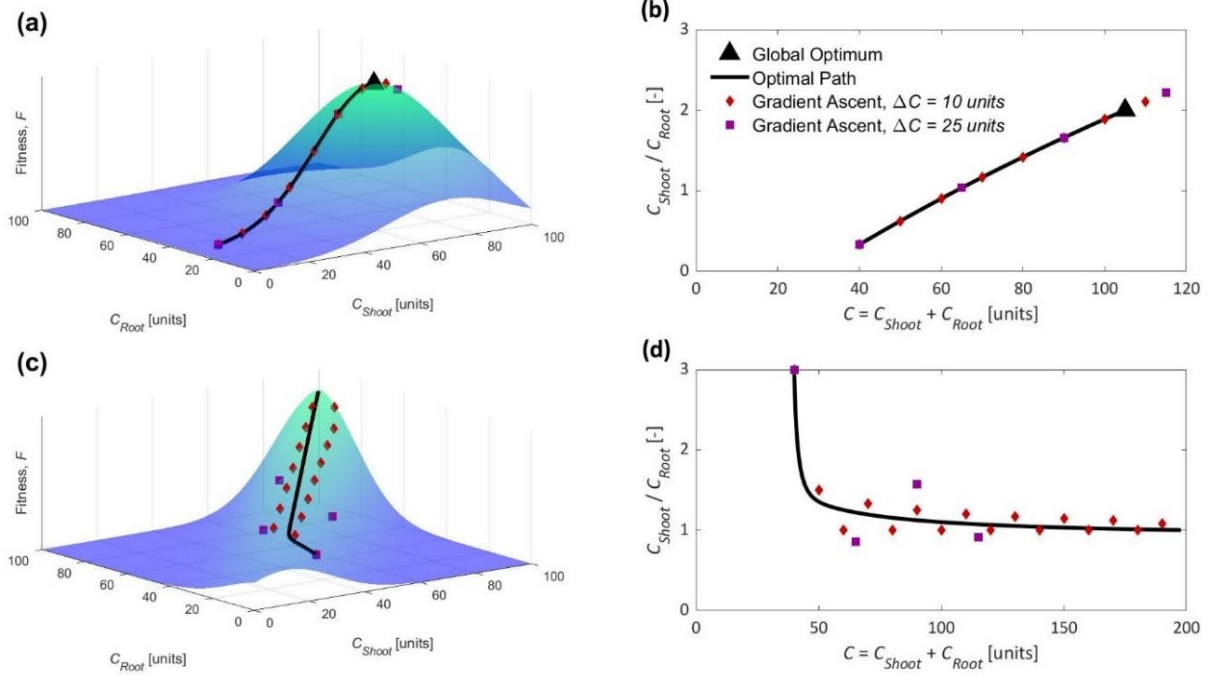 (a)
Fitness, F
100
80
60
40
20
0
0
20
40
60
80
100
C_Root [units]
C_Shoot [units]
(b)
3
2
1
0
C_Shoot / C_Root [-]
Global Optimum
Optimal Path
Gradient Ascent, ΔC = 10 units
Gradient Ascent, ΔC = 25 units
0 20 40 60 80 100 120
C = C_Shoot + C_Root [units]
(c)
Fitness, F
100
80
60
40
20
0
0
20
40
60
80
100
C_Root [units]
C_Shoot [units]
(d)
3
2
1
0
C_Shoot / C_Root [-]
0 50 100 150 200
C = C_Shoot + C_Root [units]